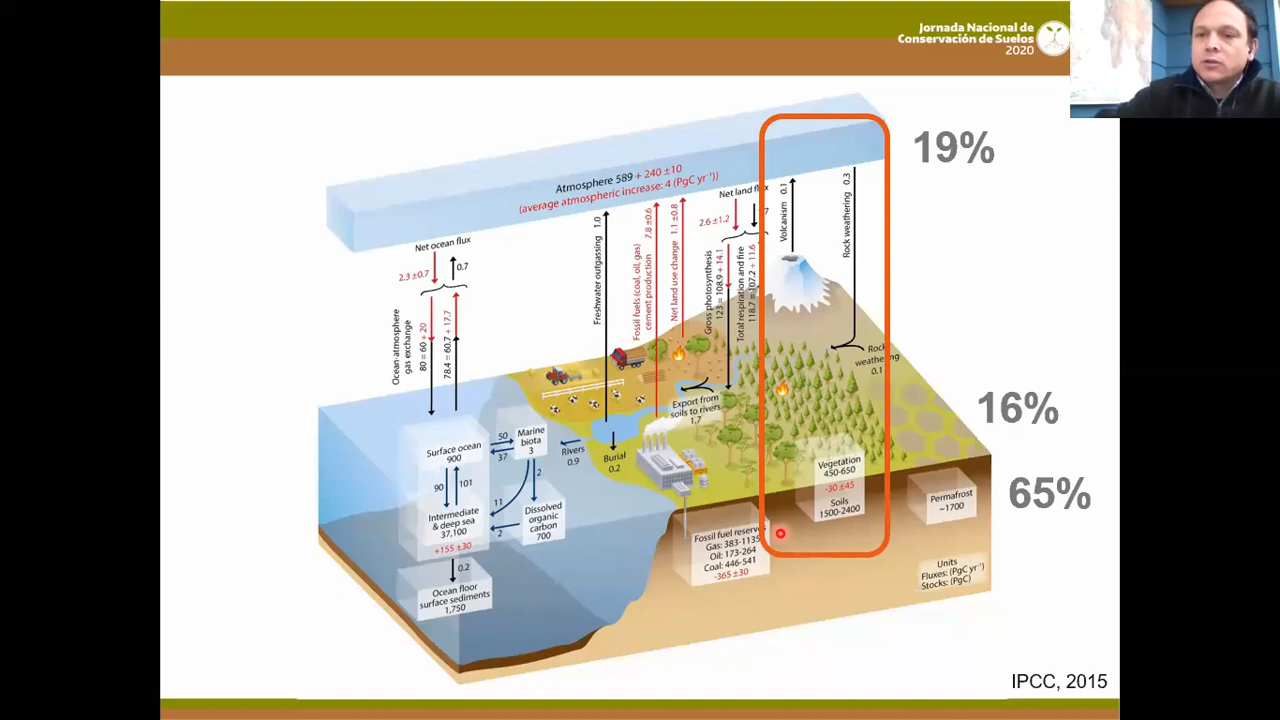 Jornada Nacional de
Conservación de Suelos
2020
19%
16%
65%
Atmosphere 589 + 240 ±10
(average atmospheric increase: 4 (PgC yr⁻¹))
Net ocean flux
2.3 ±0.7
0.7
Ocean-atmosphere
gas exchange
80 = 60 + 20
78.4 = 60.7 + 17.7
Freshwater outgassing 1.0
Fossil fuels (coal, oil, gas)
cement production 7.8 ±0.6
Net land use change 1.1 ±0.8
Net land flux
2.6 ±1.2
Gross photosynthesis
123 = 108.9 + 14.1
Total respiration and fire
118.7 = 107.2 + 11.6
Volcanism 0.1
Rock weathering 0.3
Rock
weathering
0.1
Export from
soils to rivers
1.7
Rivers
0.9
Burial
0.2
Surface ocean
900
50
37
Marine
biota
3
90
101
11
2
2
Intermediate
& deep sea
37,100
+155 ±30
Dissolved
organic
carbon
700
0.2
Ocean floor
surface sediments
1,750
Vegetation
450-650
-30 ±45
Soils
1500-2400
Permafrost
~1700
Fossil fuel reserves
Gas: 383-1135
Oil: 173-264
Coal: 446-541
-365 ±30
Units
Fluxes: (PgC yr⁻¹)
Stocks: (PgC)
IPCC, 2015